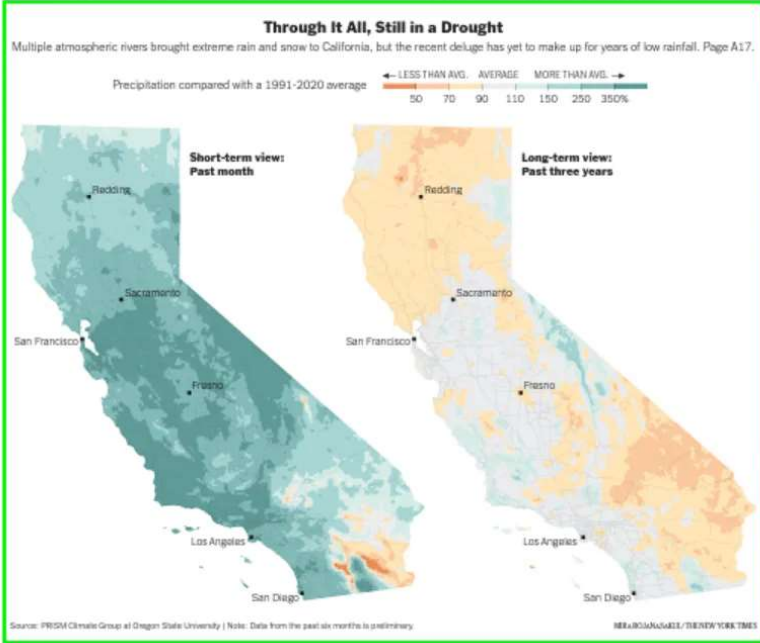 Through It All, Still in a Drought
Multiple atmospheric rivers brought extreme rain and snow to California, but the recent deluge has yet to make up for years of low rainfall. Page A17.
Precipitation compared with a 1991-2020 average
← LESS THAN AVG. AVERAGE MORE THAN AVG. →
50 70 90 110 150 250 350%
Short-term view:
Past month
Redding
Sacramento
San Francisco
Fresno
Los Angeles
San Diego
Long-term view:
Past three years
Redding
Sacramento
San Francisco
Fresno
Los Angeles
San Diego
Source: PRISM Climate Group at Oregon State University | Note: Data from the past six months is preliminary.
THE NEW YORK TIMES